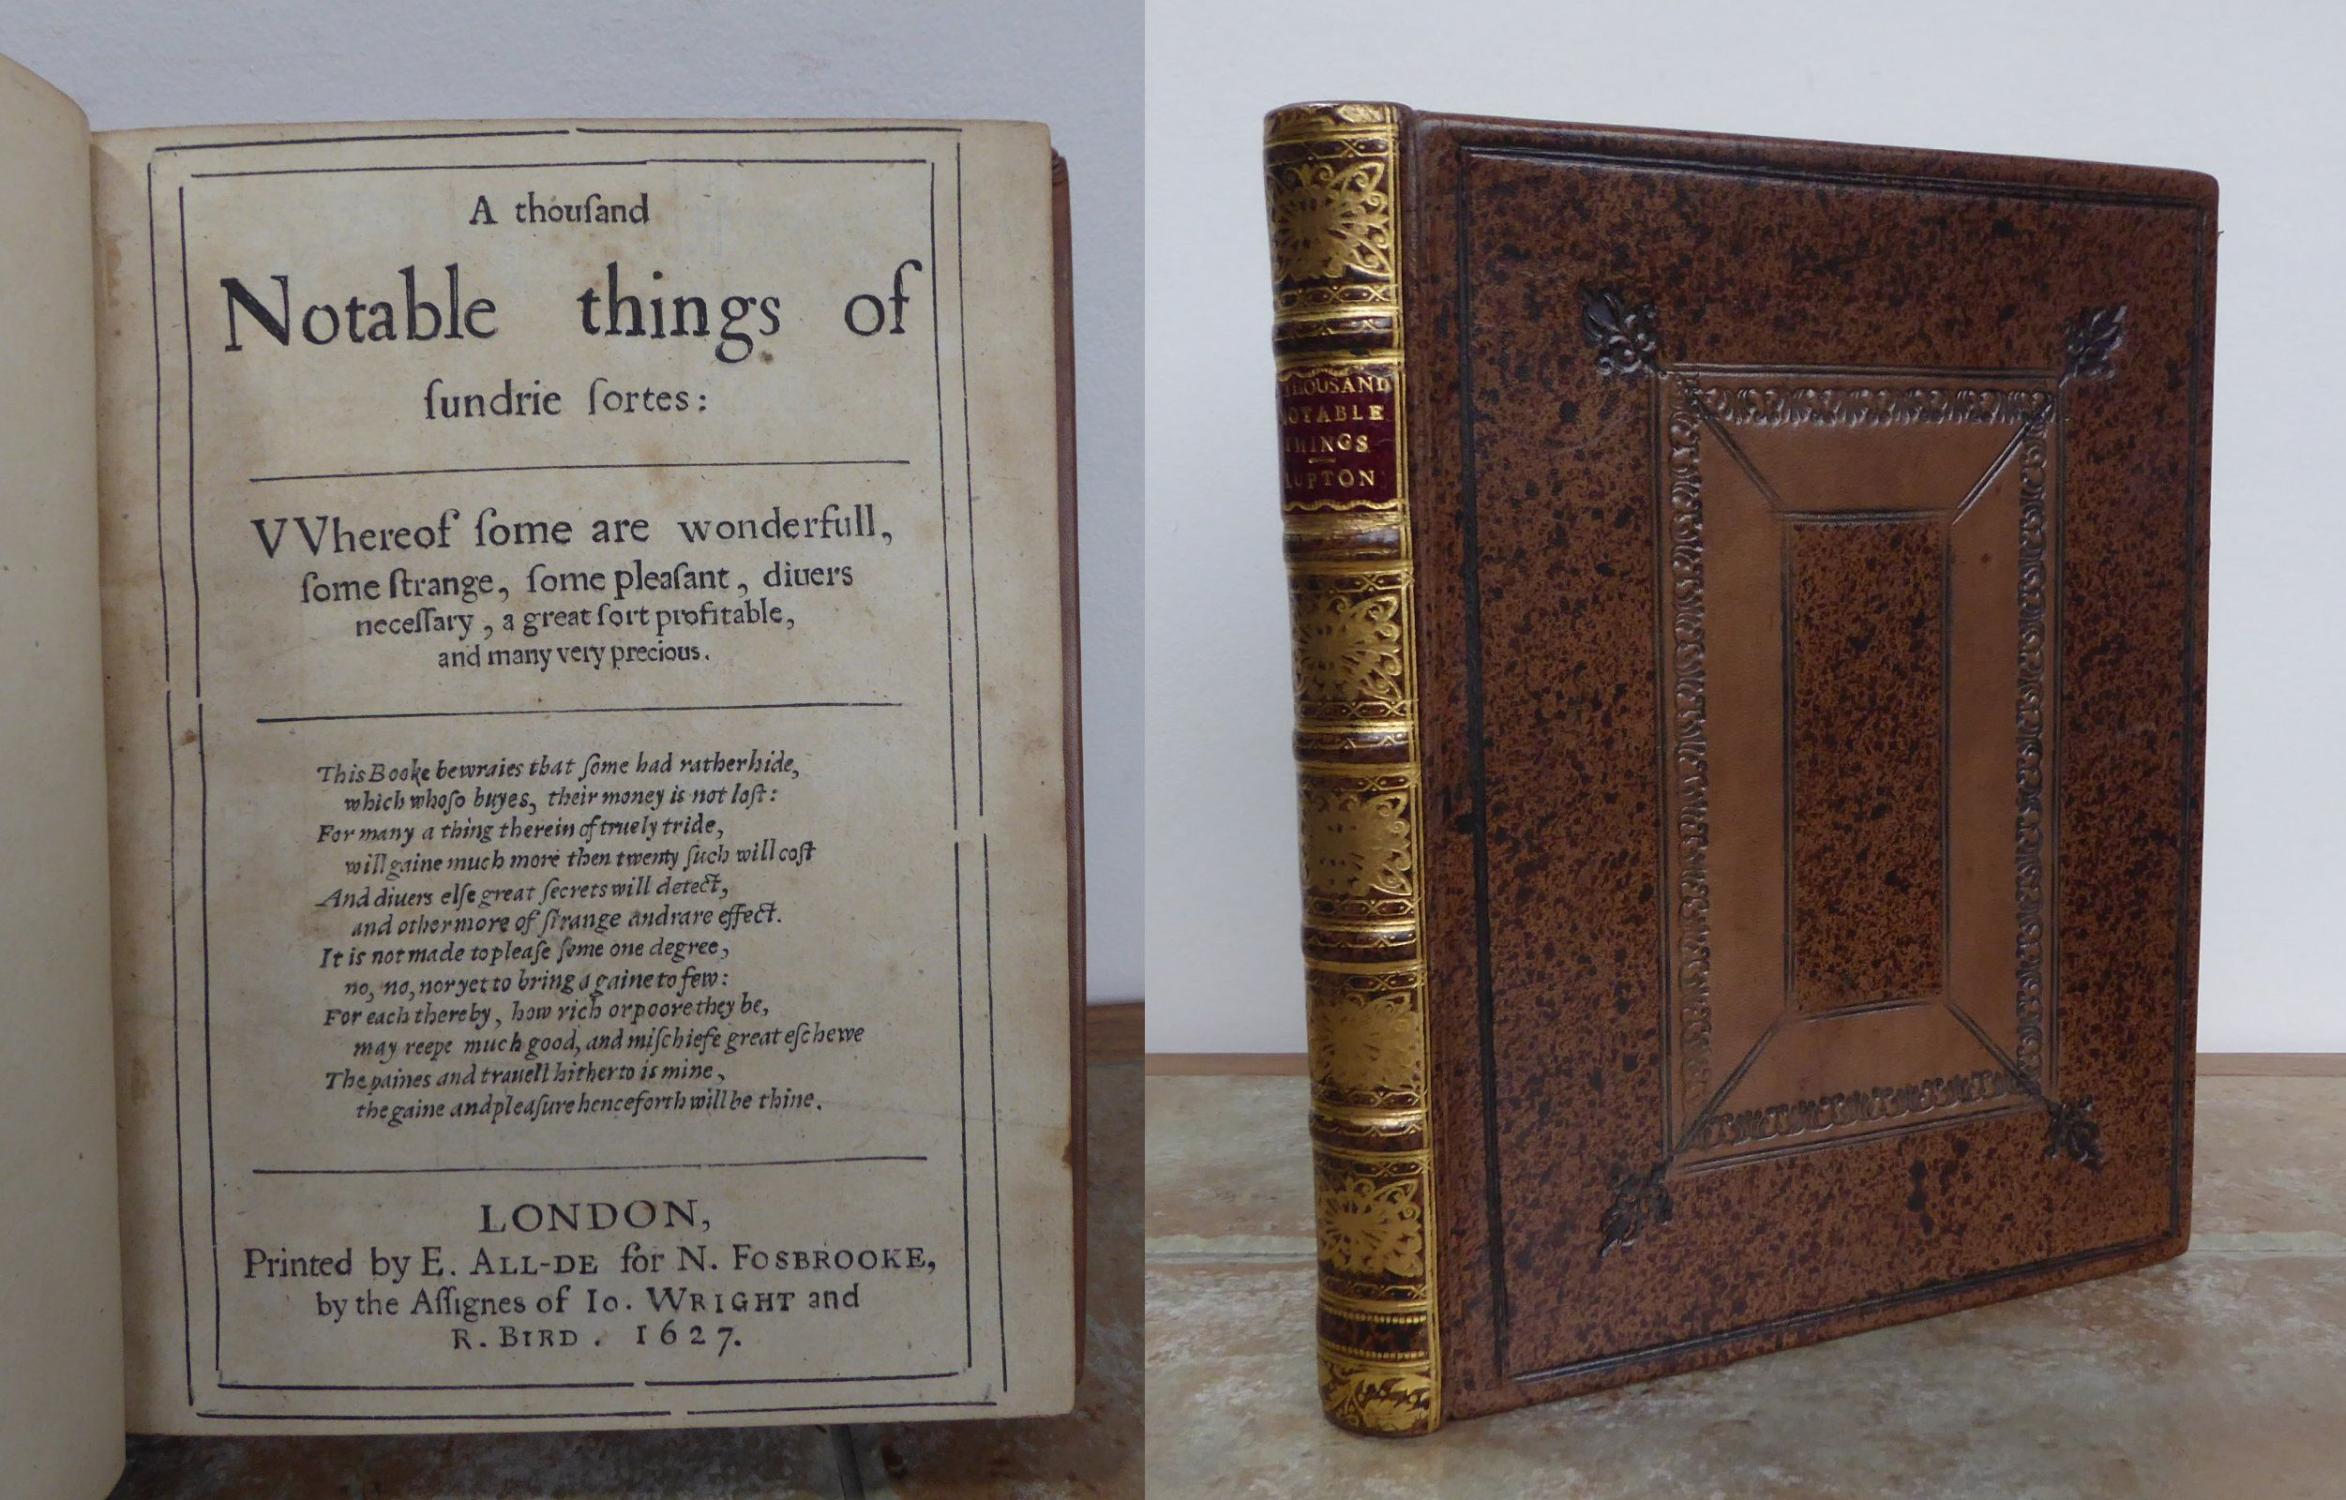 A thouſand
Notable things of
ſundrie ſortes:
VVhereof ſome are wonderfull,
ſome ſtrange, ſome pleaſant, diuers
neceſſary, a great ſort profitable,
and many very precious.
This Booke bewraies that ſome had rather hide,
which whoſo buyes, their money is not loſt:
For many a thing therein of truely tride,
will gaine much more then twenty ſuch will coſt
And diuers elſe great ſecrets will detect,
and other more of ſtrange and rare effect.
It is not made to pleaſe ſome one degree,
no, no, nor yet to bring a gaine to few:
For each thereby, how rich or poore they be,
may reepe much good, and miſchiefe great eſchewe
The paines and trauell hitherto is mine,
the gaine and pleaſure henceforth will be thine.
LONDON,
Printed by E. ALL-DE for N. FOSBROOKE,
by the Aſſignes of Io. WRIGHT and
R. BIRD. 1627.
THOUSAND
NOTABLE
THINGS
LUPTON